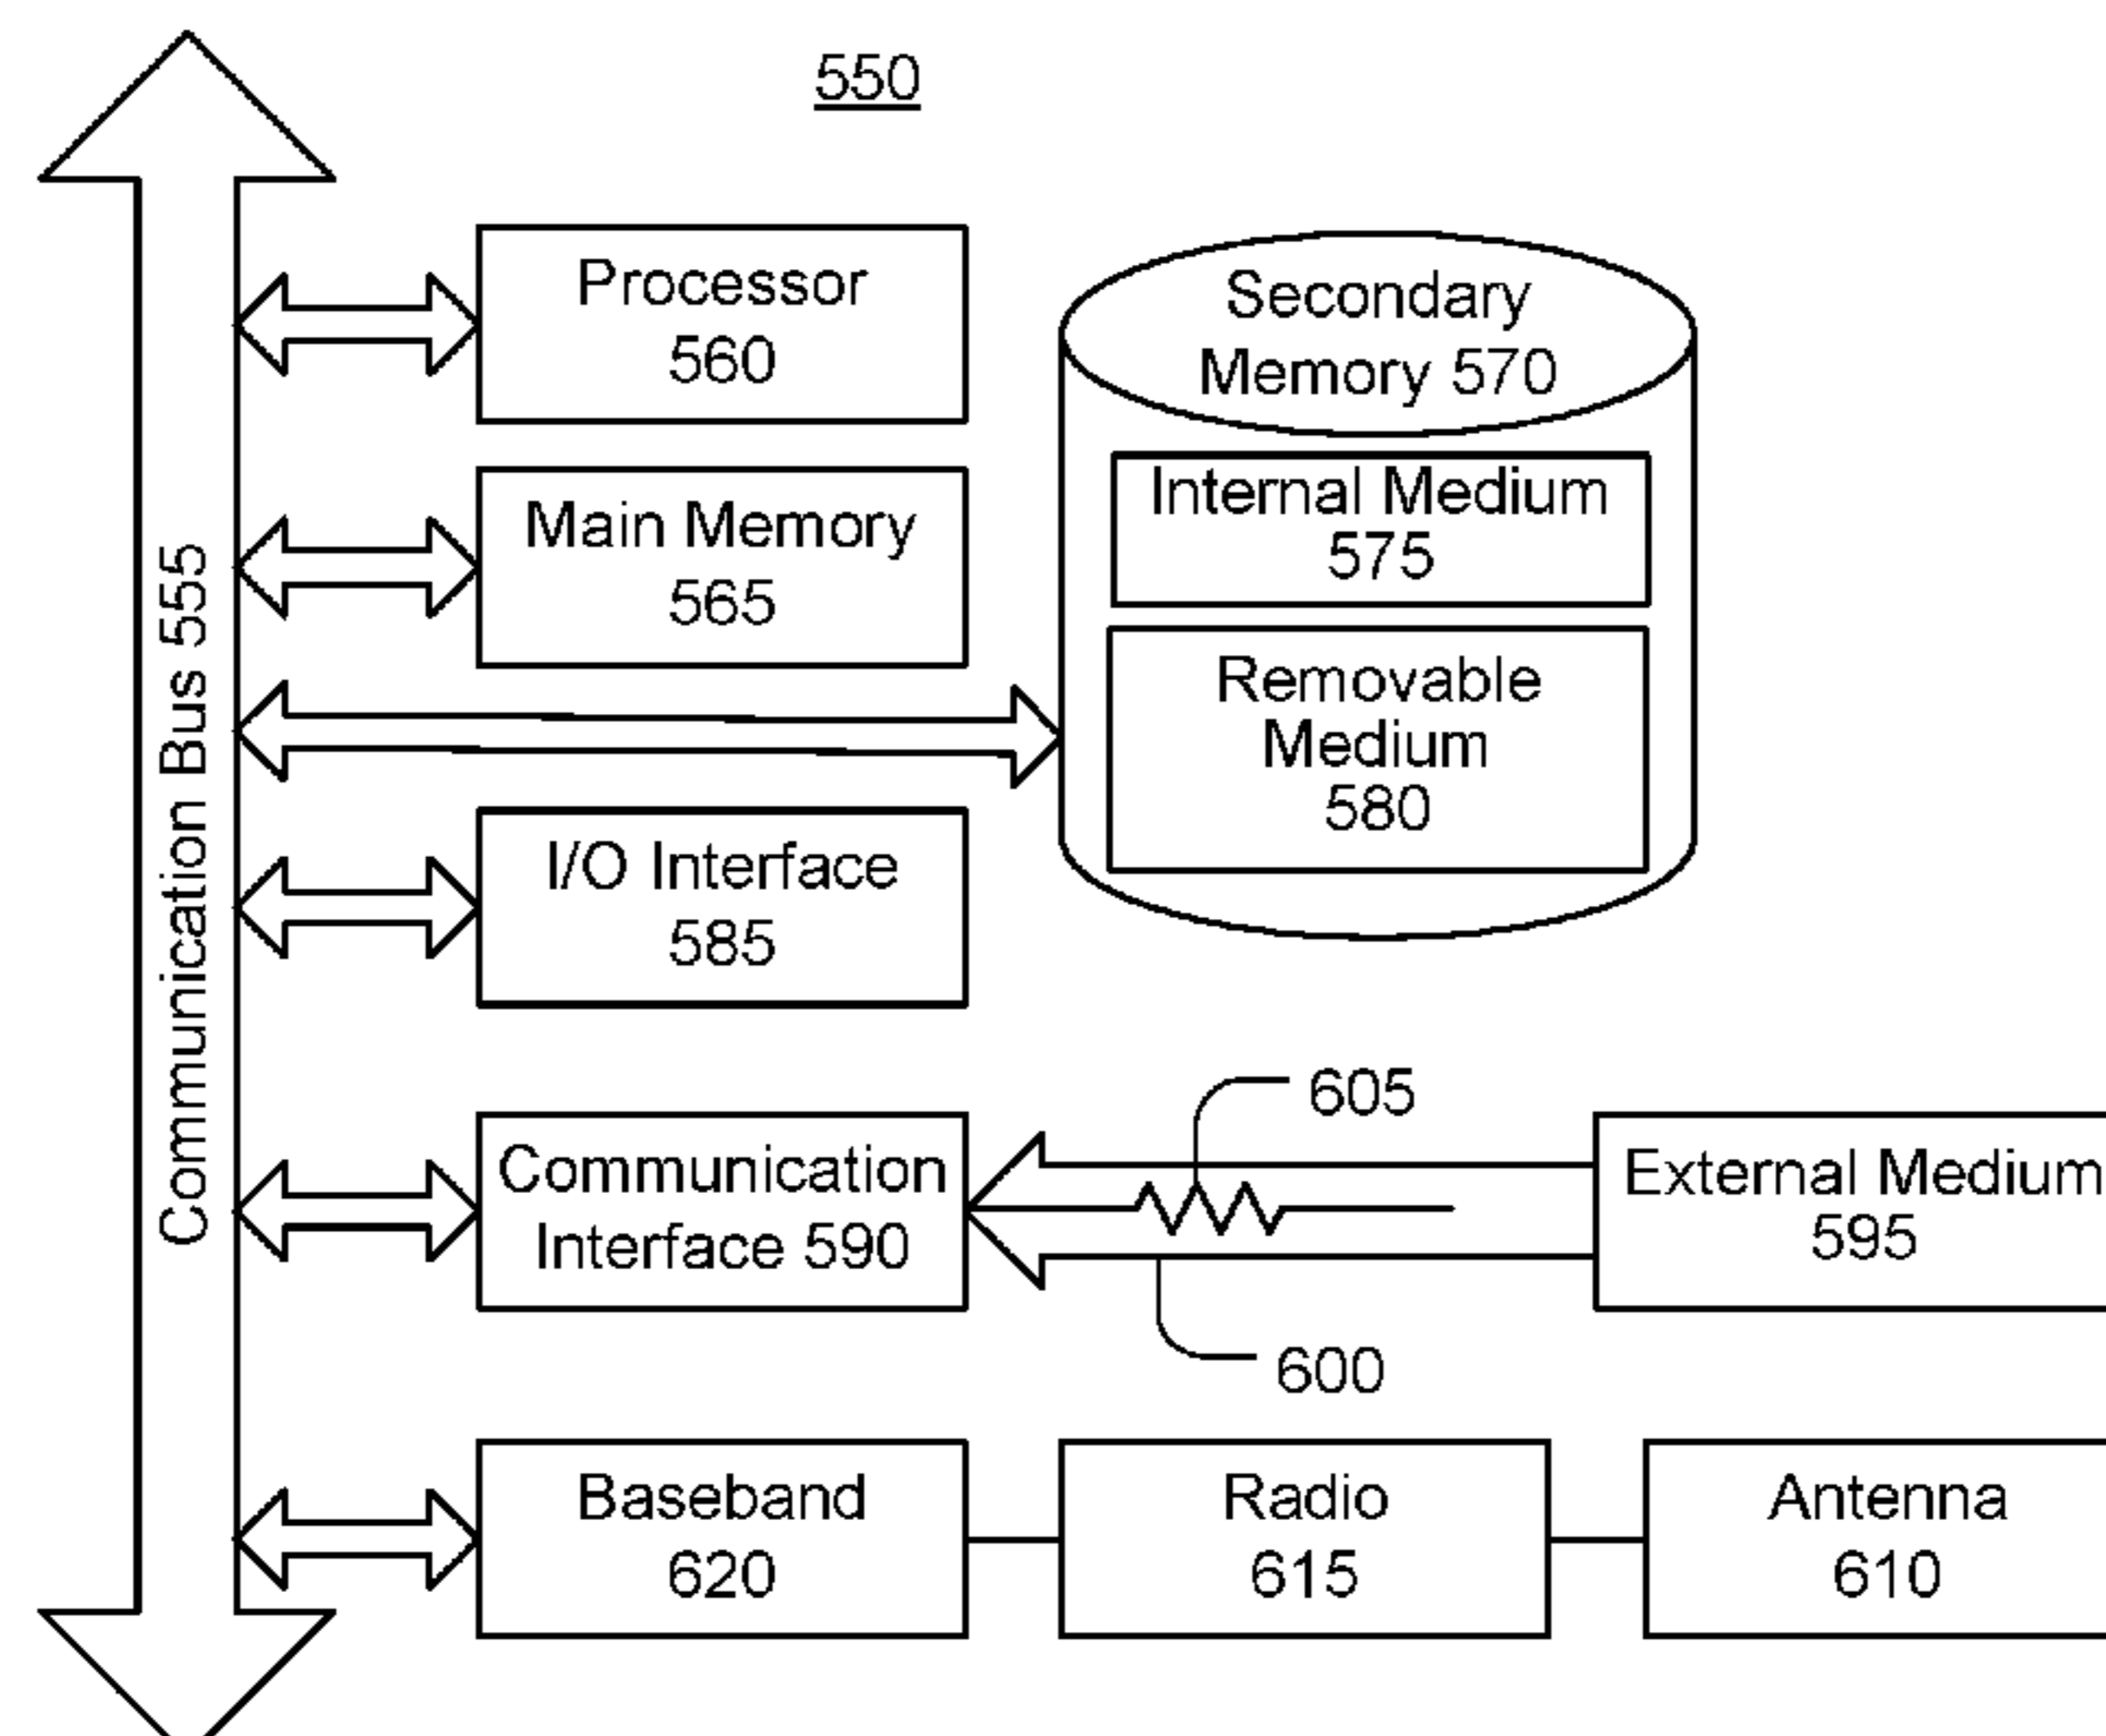 550
Communication Bus 555
Processor
560
Main Memory
565
Secondary
Memory 570
Internal Medium
575
Removable
Medium
580
I/O Interface
585
Communication
Interface 590
605
600
External Medium
595
Baseband
620
Radio
615
Antenna
610